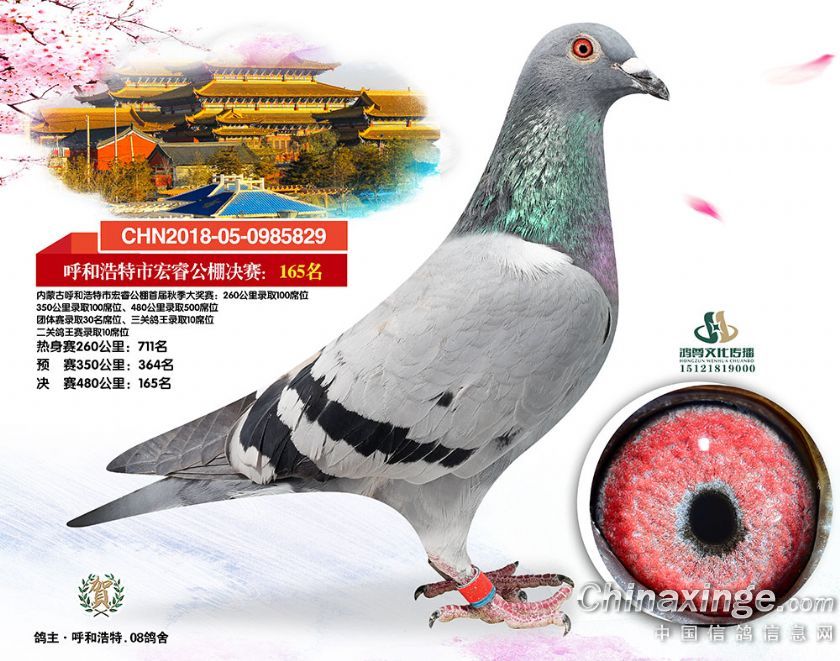 CHN2018-05-0985829
呼和浩特市宏睿公棚决赛：165名
内蒙古呼和浩特市宏睿公棚首届秋季大奖赛：260公里录取100席位
350公里录取100席位、480公里录取500席位
团体赛录取30名席位、三关鸽王录取10席位
二关鸽王赛录取10席位
热身赛260公里：711名
预　赛350公里：364名
决　赛480公里：165名
鸿尊文化传播
HONGZUN WENHUA CHUANBO
15121819000
賀
鸽主·呼和浩特.08鸽舍
Chinaxinge.com
中国信鸽信息网